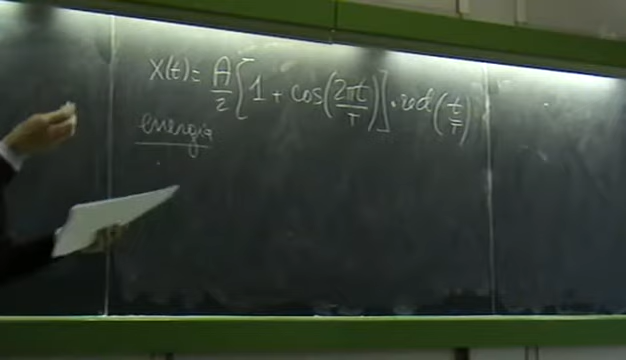 x(t) = A/2 [1 + cos(2πt/T)] · rect(t/T)
energia